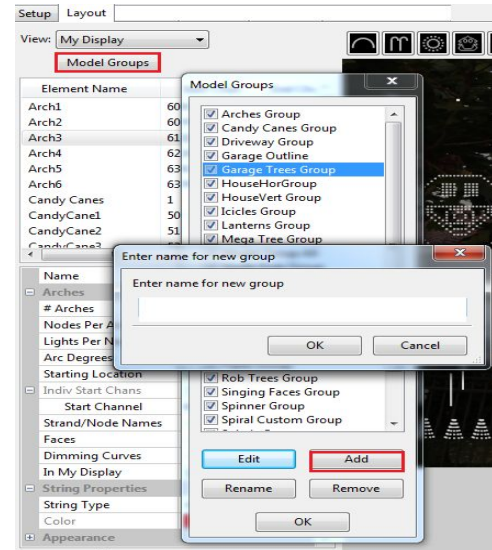 Setup Layout
View: My Display
Model Groups
Element Name
Arch1 60
Arch2 60
Arch3 61
Arch4 62
Arch5 63
Arch6 63
Candy Canes 1
CandyCane1 50
CandyCane2 51
CandyCane3
Name
Arches
# Arches
Nodes Per A
Lights Per N
Arc Degrees
Starting Location
Indiv Start Chans
Start Channel
Strand/Node Names
Faces
Dimming Curves
In My Display
String Properties
String Type
Color
Appearance
Model Groups
x
Arches Group
Candy Canes Group
Driveway Group
Garage Outline
Garage Trees Group
HouseHorGroup
HouseVert Group
Icicles Group
Lanterns Group
Mega Tree Group
Enter name for new group
x
Enter name for new group
OK Cancel
Rob Trees Group
Singing Faces Group
Spinner Group
Spiral Custom Group
Edit Add
Rename Remove
OK